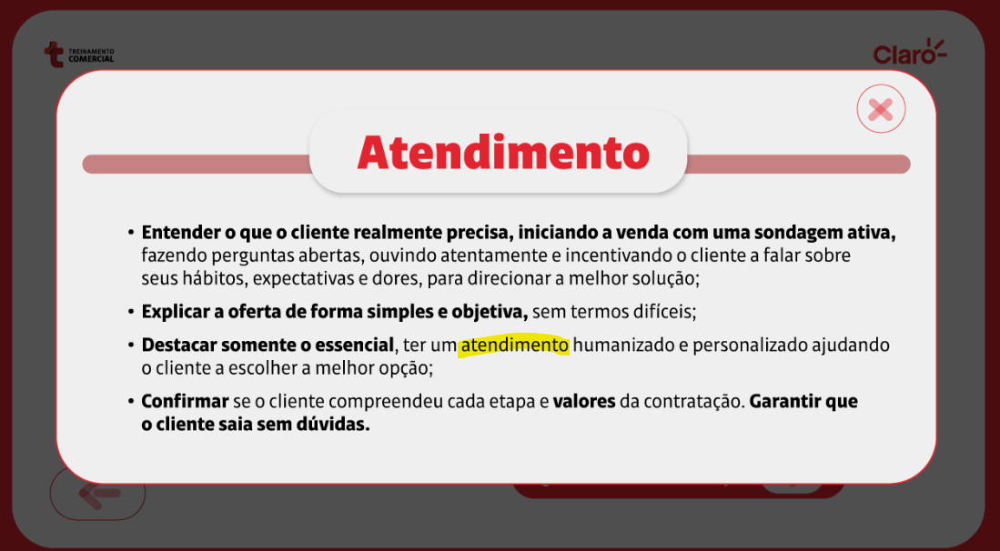 TREINAMENTO
COMERCIAL
Claro
Atendimento
• Entender o que o cliente realmente precisa, iniciando a venda com uma sondagem ativa,
fazendo perguntas abertas, ouvindo atentamente e incentivando o cliente a falar sobre
seus hábitos, expectativas e dores, para direcionar a melhor solução;
• Explicar a oferta de forma simples e objetiva, sem termos difíceis;
• Destacar somente o essencial, ter um atendimento humanizado e personalizado ajudando
o cliente a escolher a melhor opção;
• Confirmar se o cliente compreendeu cada etapa e valores da contratação. Garantir que
o cliente saia sem dúvidas.